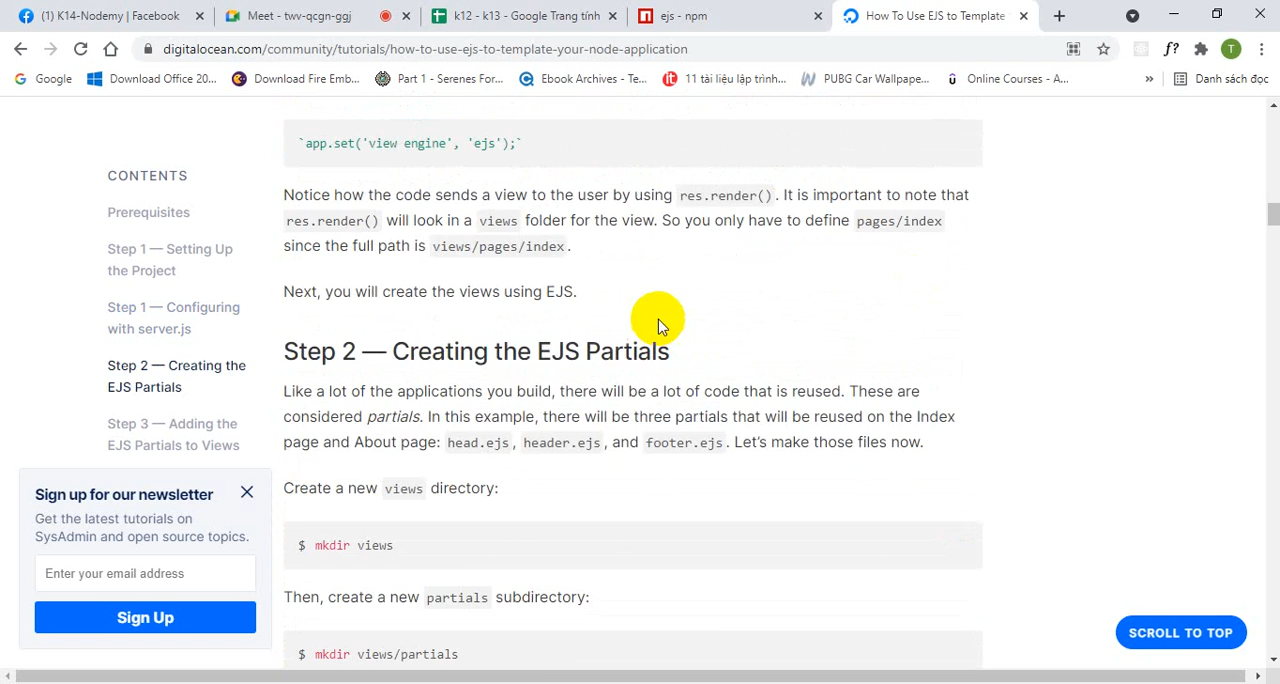 (1) K14-Nodemy | Facebook
Meet - twv-qcgn-ggj
k12 - k13 - Google Trang tính
ejs - npm
How To Use EJS to Template
digitalocean.com/community/tutorials/how-to-use-ejs-to-template-your-node-application
f?
T
Google
Download Office 20...
Download Fire Emb...
Part 1 - Serienes For...
Ebook Archives - Te...
11 tài liệu lập trình...
PUBG Car Wallpape...
Online Courses - A...
»
Danh sách đọc
CONTENTS
Prerequisites
Step 1 — Setting Up
the Project
Step 1 — Configuring
with server.js
Step 2 — Creating the
EJS Partials
Step 3 — Adding the
EJS Partials to Views
Sign up for our newsletter
Get the latest tutorials on
SysAdmin and open source topics.
Enter your email address
Sign Up
`app.set('view engine', 'ejs');`
Notice how the code sends a view to the user by using res.render(). It is important to note that
res.render() will look in a views folder for the view. So you only have to define pages/index
since the full path is views/pages/index.
Next, you will create the views using EJS.
Step 2 — Creating the EJS Partials
Like a lot of the applications you build, there will be a lot of code that is reused. These are
considered partials. In this example, there will be three partials that will be reused on the Index
page and About page: head.ejs, header.ejs, and footer.ejs. Let’s make those files now.
Create a new views directory:
$ mkdir views
Then, create a new partials subdirectory:
$ mkdir views/partials
SCROLL TO TOP